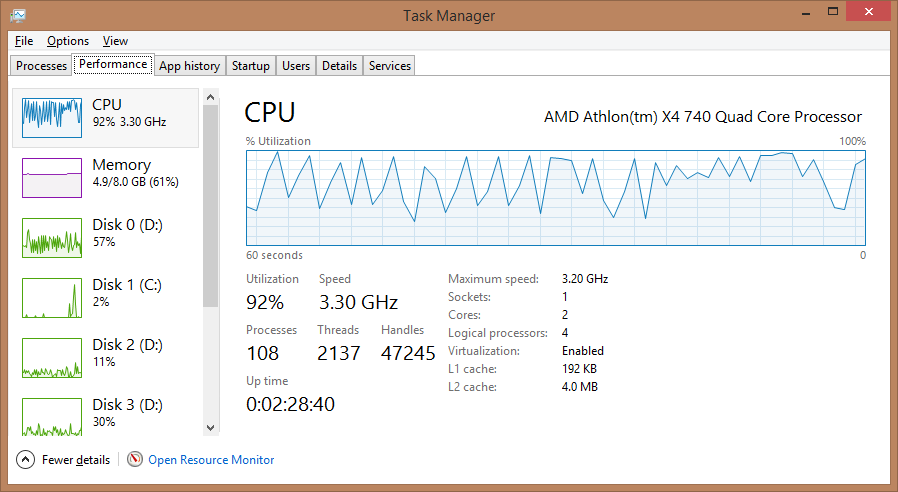 Task Manager
File Options View
Processes Performance App history Startup Users Details Services
CPU
92% 3.30 GHz
Memory
4.9/8.0 GB (61%)
Disk 0 (D:)
57%
Disk 1 (C:)
2%
Disk 2 (D:)
11%
Disk 3 (D:)
30%
CPU AMD Athlon(tm) X4 740 Quad Core Processor
% Utilization 100%
60 seconds 0
Utilization Speed
92% 3.30 GHz
Processes Threads Handles
108 2137 47245
Up time
0:02:28:40
Maximum speed: 3.20 GHz
Sockets: 1
Cores: 2
Logical processors: 4
Virtualization: Enabled
L1 cache: 192 KB
L2 cache: 4.0 MB
Fewer details Open Resource Monitor